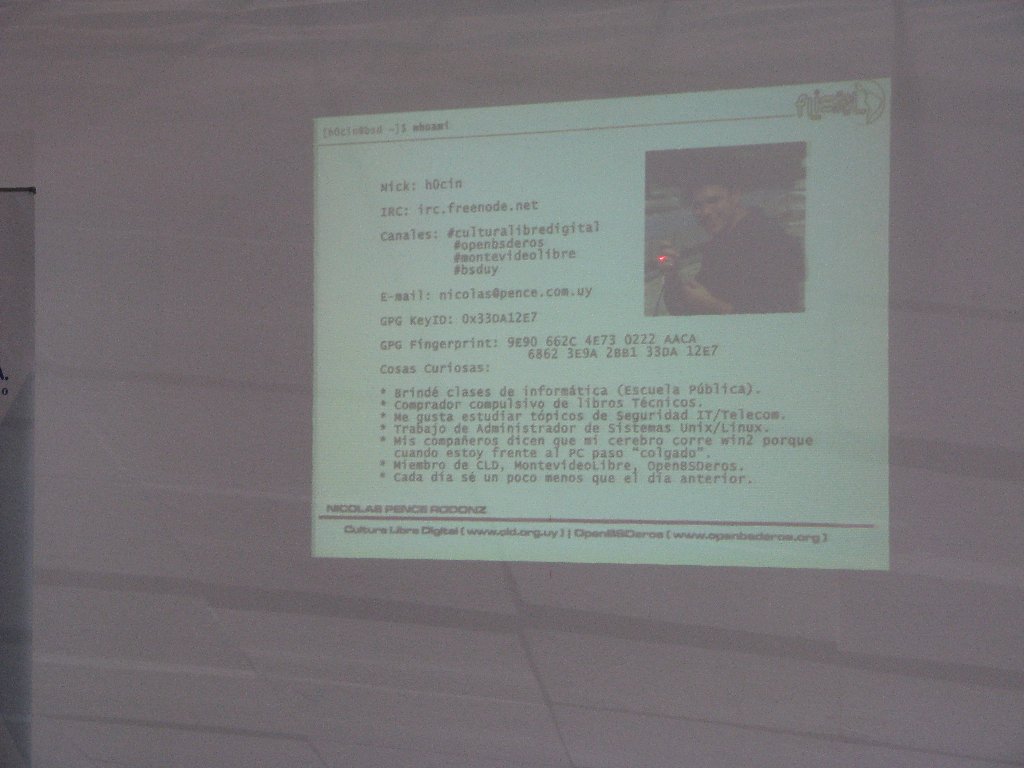 [h0cin@bsd ~]$ whoami
Nick: h0cin
IRC: irc.freenode.net
Canales: #culturalibredigital
#openbsderos
#montevideolibre
#bsduy
E-mail: nicolas@pence.com.uy
GPG KeyID: 0x33DA12E7
GPG Fingerprint: 9E90 662C 4E73 0222 AACA
6862 3E9A 2BB1 33DA 12E7
Cosas Curiosas:
* Brindé clases de informática (Escuela Pública).
* Comprador compulsivo de libros Técnicos.
* Me gusta estudiar tópicos de Seguridad IT/Telecom.
* Trabajo de Administrador de Sistemas Unix/Linux.
* Mis compañeros dicen que mi cerebro corre win2 porque
cuando estoy frente al PC paso "colgado".
* Miembro de CLD, MontevideoLibre, OpenBSDeros.
* Cada día sé un poco menos que el día anterior.
NICOLAS PENCE RODONZ
Cultura Libre Digital ( www.cld.org.uy ) | OpenBSDeros ( www.openbsderos.org )